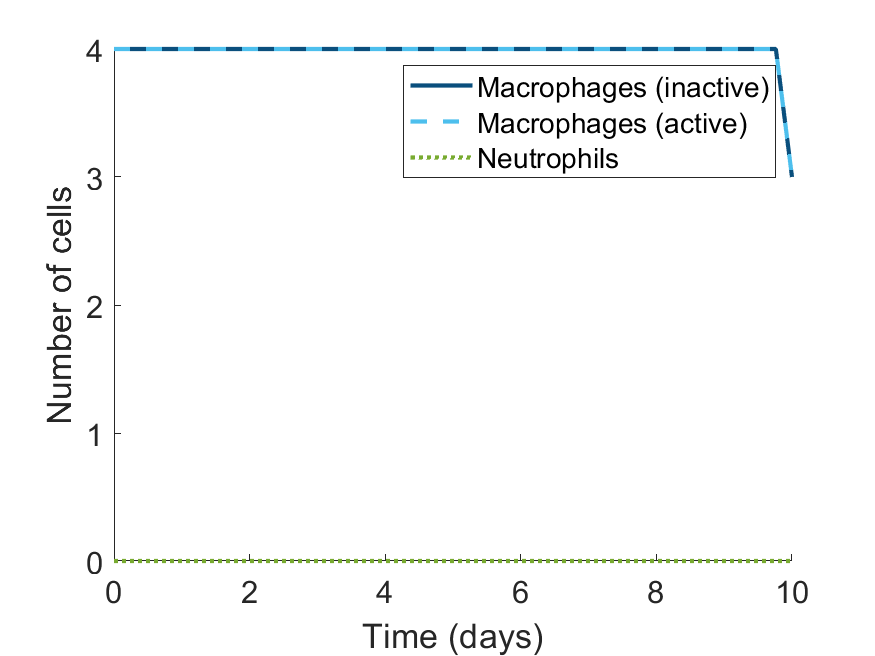 4
3
2
1
0
Number of cells
Macrophages (inactive)
Macrophages (active)
Neutrophils
0 2 4 6 8 10
Time (days)